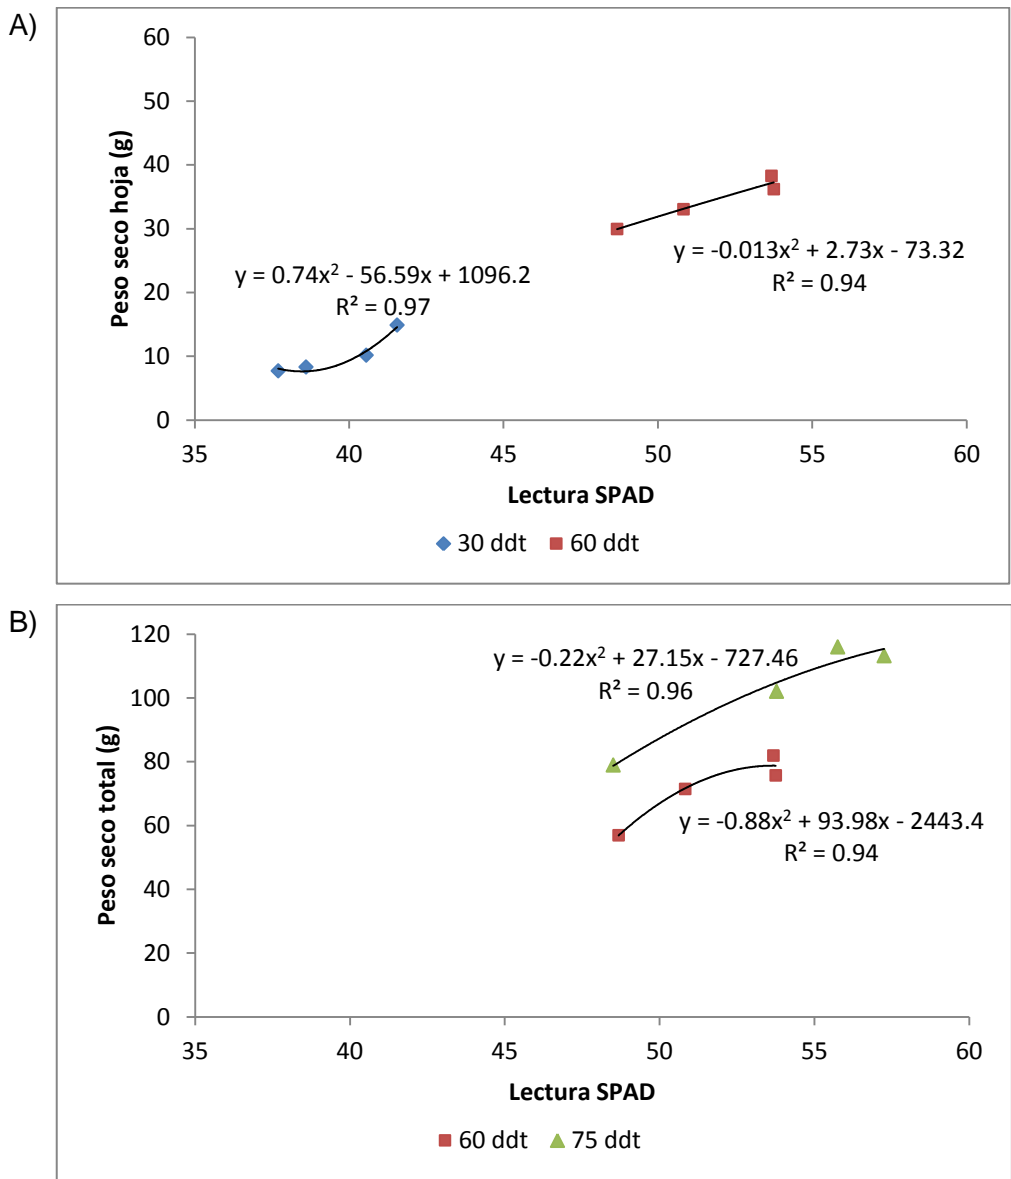 A)
60
50
40
30
20
10
0
Peso seco hoja (g)
y = 0.74x² - 56.59x + 1096.2
R² = 0.97
y = -0.013x² + 2.73x - 73.32
R² = 0.94
35 40 45 50 55 60
Lectura SPAD
30 ddt 60 ddt
B)
120
100
80
60
40
20
0
Peso seco total (g)
y = -0.22x² + 27.15x - 727.46
R² = 0.96
y = -0.88x² + 93.98x - 2443.4
R² = 0.94
35 40 45 50 55 60
Lectura SPAD
60 ddt 75 ddt